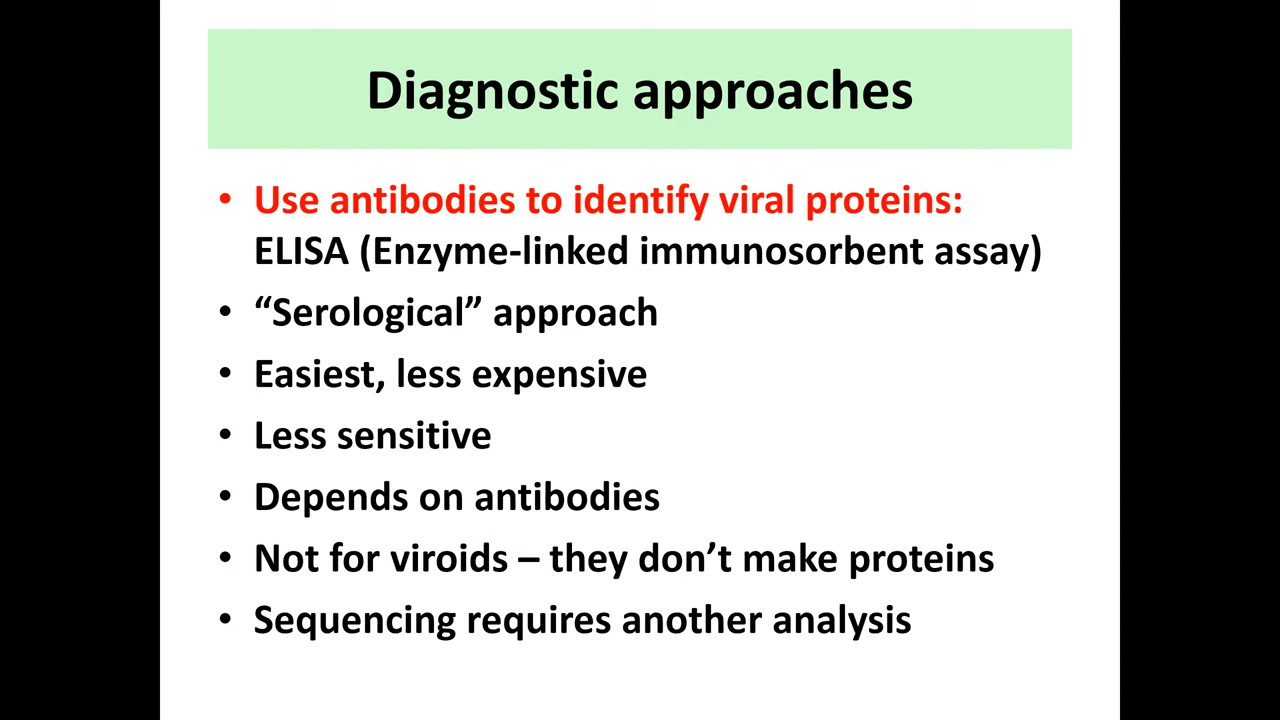 Diagnostic approaches
• Use antibodies to identify viral proteins:
ELISA (Enzyme-linked immunosorbent assay)
• “Serological” approach
• Easiest, less expensive
• Less sensitive
• Depends on antibodies
• Not for viroids – they don’t make proteins
• Sequencing requires another analysis